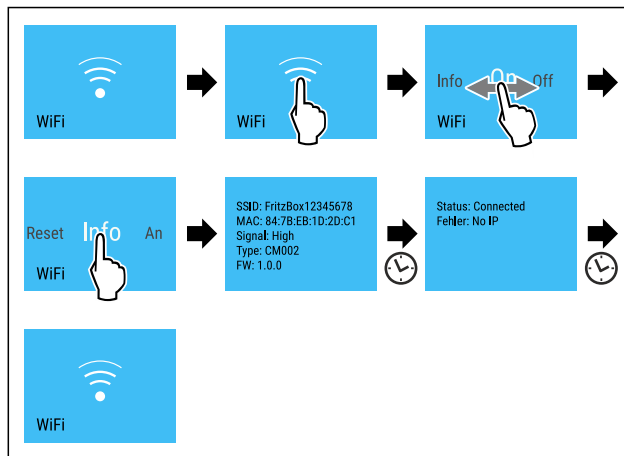 WiFi
WiFi
Info On Off
WiFi
Reset Info An
WiFi
SSID: FritzBox12345678
MAC: 84:7B:EB:1D:2D:C1
Signal: High
Type: CM002
FW: 1.0.0
Status: Connected
Fehler: No IP
WiFi